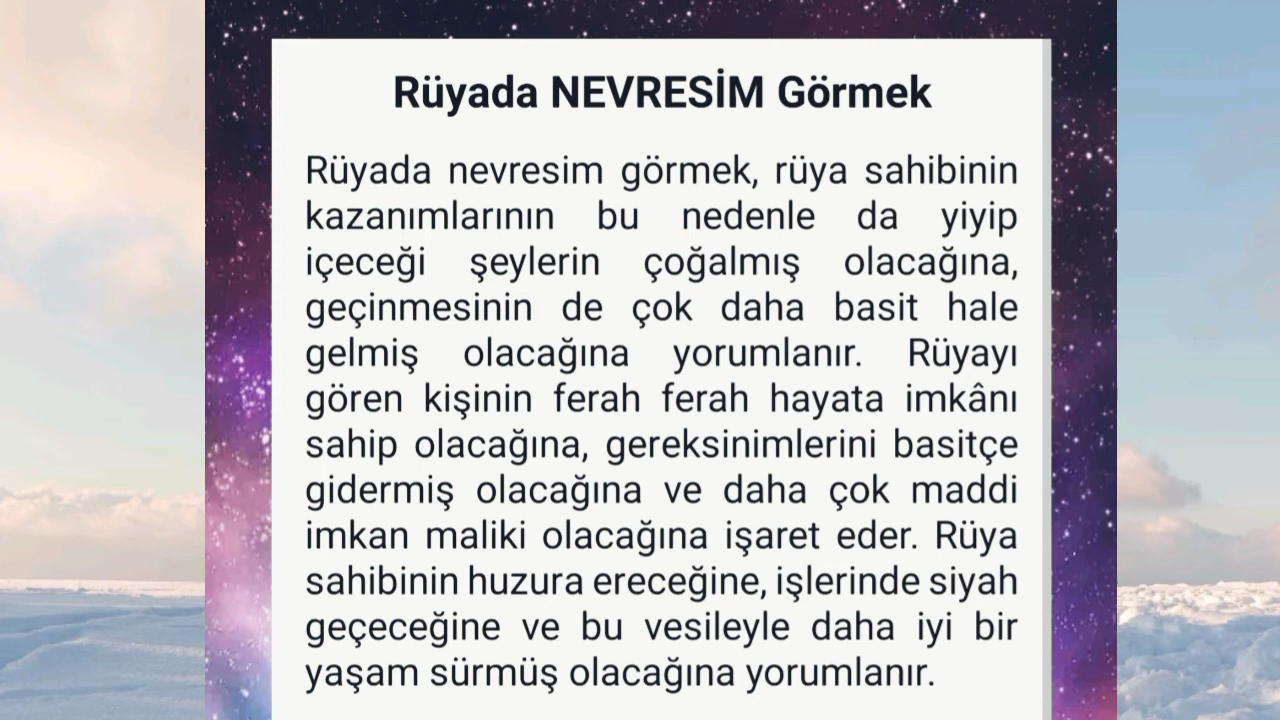 Rüyada NEVRESİM Görmek
Rüyada nevresim görmek, rüya sahibinin
kazanımlarının bu nedenle da yiyip
içeceği şeylerin çoğalmış olacağına,
geçinmesinin de çok daha basit hale
gelmiş olacağına yorumlanır. Rüyayı
gören kişinin ferah ferah hayata imkânı
sahip olacağına, gereksinimlerini basitçe
gidermiş olacağına ve daha çok maddi
imkan maliki olacağına işaret eder. Rüya
sahibinin huzura ereceğine, işlerinde siyah
geçeceğine ve bu vesileyle daha iyi bir
yaşam sürmüş olacağına yorumlanır.